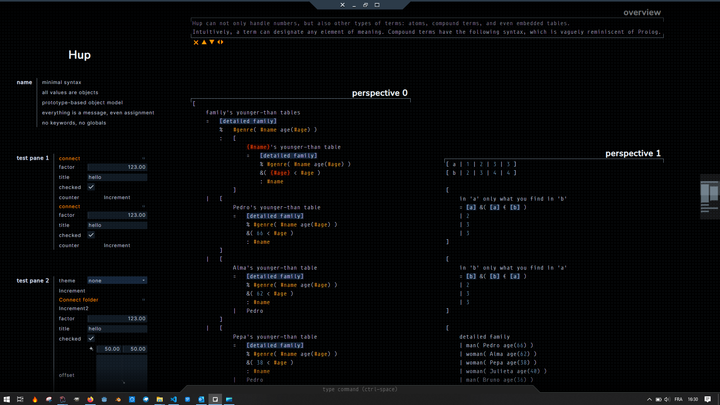 overview
Hup can not only handle numbers, but also other types of terms: atoms, compound terms, and even embedded tables.
Intuitively, a term can designate any element of meaning. Compound terms have the following syntax, which is vaguely reminiscent of Prolog.
Hup
name
minimal syntax
all values are objects
prototype-based object model
everything is a message, even assignment
no keywords, no globals
test pane 1
connect
factor 123.00
title hello
checked
counter Increment
connect
factor 123.00
title hello
checked
counter Increment
test pane 2
theme none
Increment
Connect folder
Increment2
factor 123.00
title hello
checked
50.00 50.00
offset
perspective 0
[
Family's younger-than tables
= [detailed family]
% %genre( %name age(%age) )
: [
(%name)'s younger-than table
= [detailed family]
% %genre( %name age(%age) )
&( (%age) < %age )
: %name
]
| [
Pedro's younger-than table
= [detailed family]
% %genre( %name age(%age) )
&( 66 < %age )
: %name
]
| [
Alma's younger-than table
= [detailed family]
% %genre( %name age(%age) )
&( 62 < %age )
: %name
| Pedro
]
| [
Pepa's younger-than table
= [detailed family]
% %genre( %name age(%age) )
&( 38 < %age )
: %name
| Pedro
perspective 1
[ a | 1 | 2 | 3 | 3 ]
[ b | 2 | 3 | 4 | 4 ]
[
in 'a' only what you find in 'b'
= [a] &( [a] ∈ [b] )
| 2
| 3
| 3
]
[
in 'b' only what you find in 'a'
= [b] &( [b] ∈ [a] )
| 2
| 3
| 3
]
[
detailed family
| man( Pedro age(66) )
| woman( Alma age(62) )
| woman( Pepa age(38) )
| woman( Julieta age(40) )
| man( Bruno age(36) )
type command (Ctrl-space)
FRA
16:30